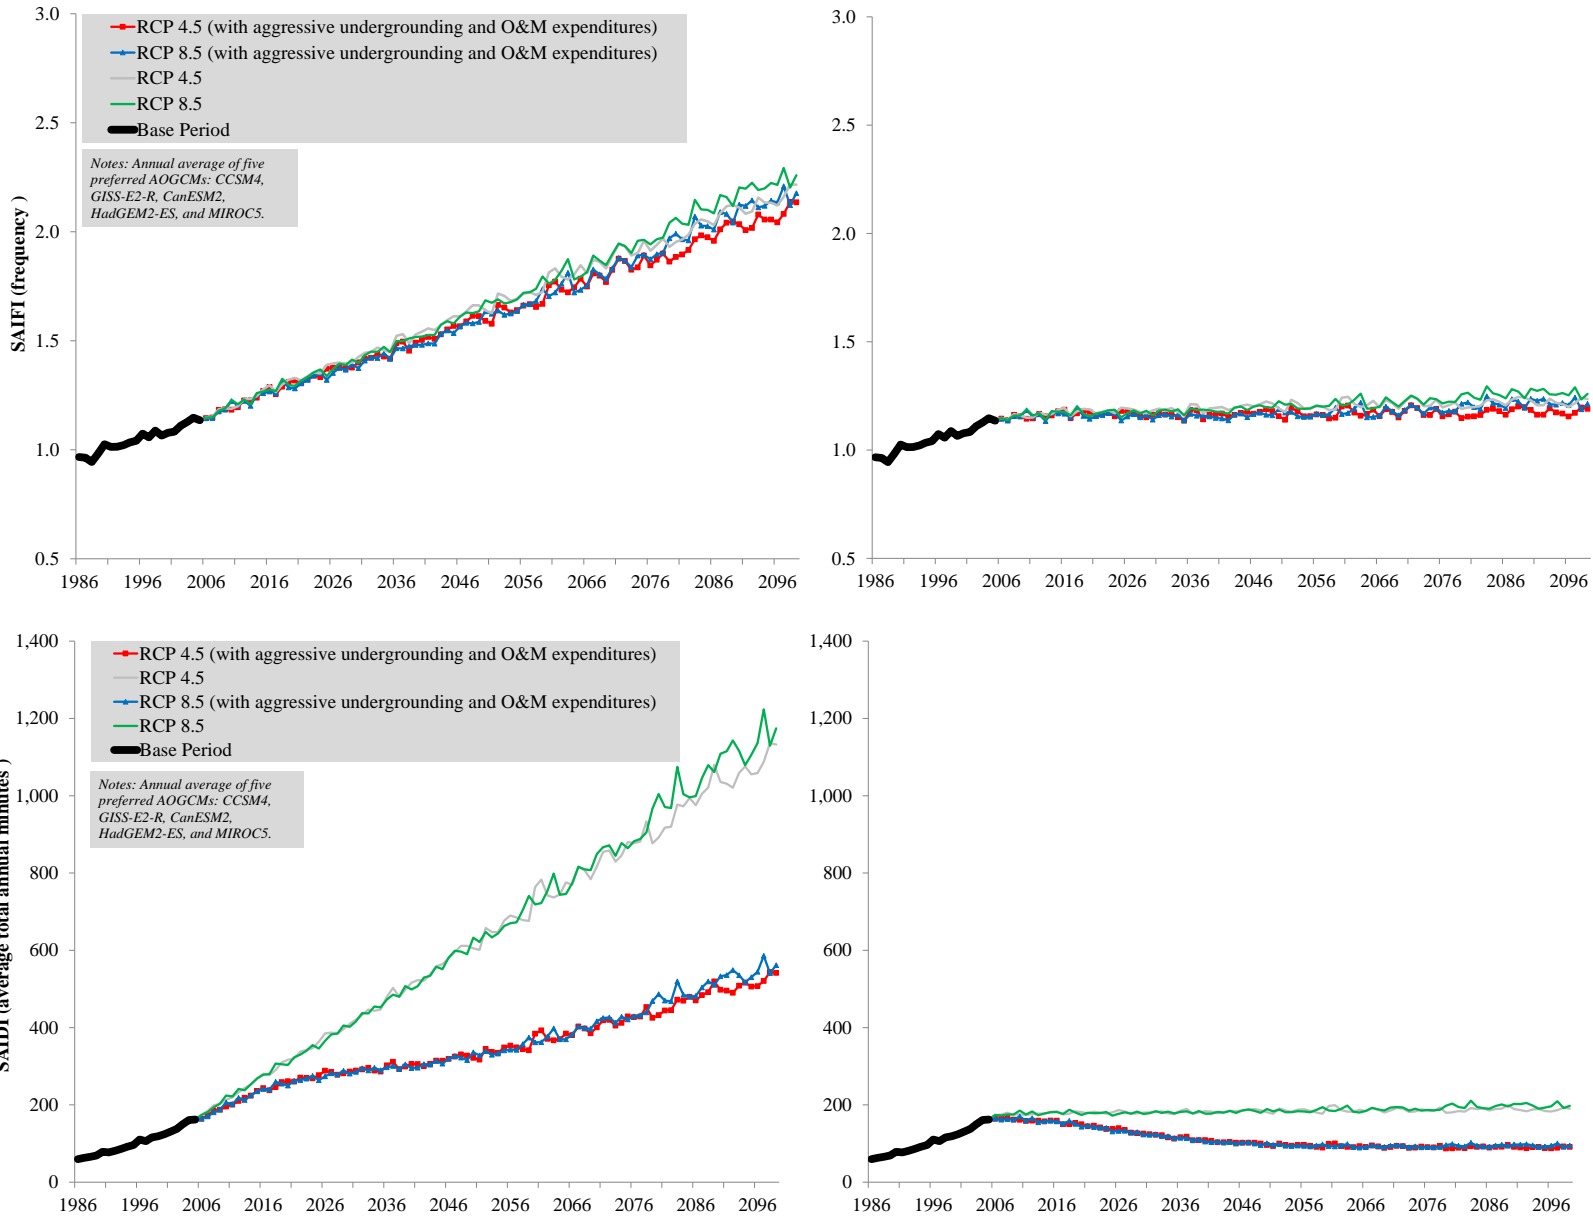 3.0
2.5
2.0
1.5
1.0
0.5
SAIFI (frequency )
RCP 4.5 (with aggressive undergrounding and O&M expenditures)
RCP 8.5 (with aggressive undergrounding and O&M expenditures)
RCP 4.5
RCP 8.5
Base Period
Notes: Annual average of five
preferred AOGCMs: CCSM4,
GISS-E2-R, CanESM2,
HadGEM2-ES, and MIROC5.
1986 1996 2006 2016 2026 2036 2046 2056 2066 2076 2086 2096
3.0
2.5
2.0
1.5
1.0
0.5
1986 1996 2006 2016 2026 2036 2046 2056 2066 2076 2086 2096
1,400
1,200
1,000
800
600
400
200
0
SAIDI (average total annual minutes )
RCP 4.5 (with aggressive undergrounding and O&M expenditures)
RCP 4.5
RCP 8.5 (with aggressive undergrounding and O&M expenditures)
RCP 8.5
Base Period
Notes: Annual average of five
preferred AOGCMs: CCSM4,
GISS-E2-R, CanESM2,
HadGEM2-ES, and MIROC5.
1986 1996 2006 2016 2026 2036 2046 2056 2066 2076 2086 2096
1,400
1,200
1,000
800
600
400
200
0
1986 1996 2006 2016 2026 2036 2046 2056 2066 2076 2086 2096